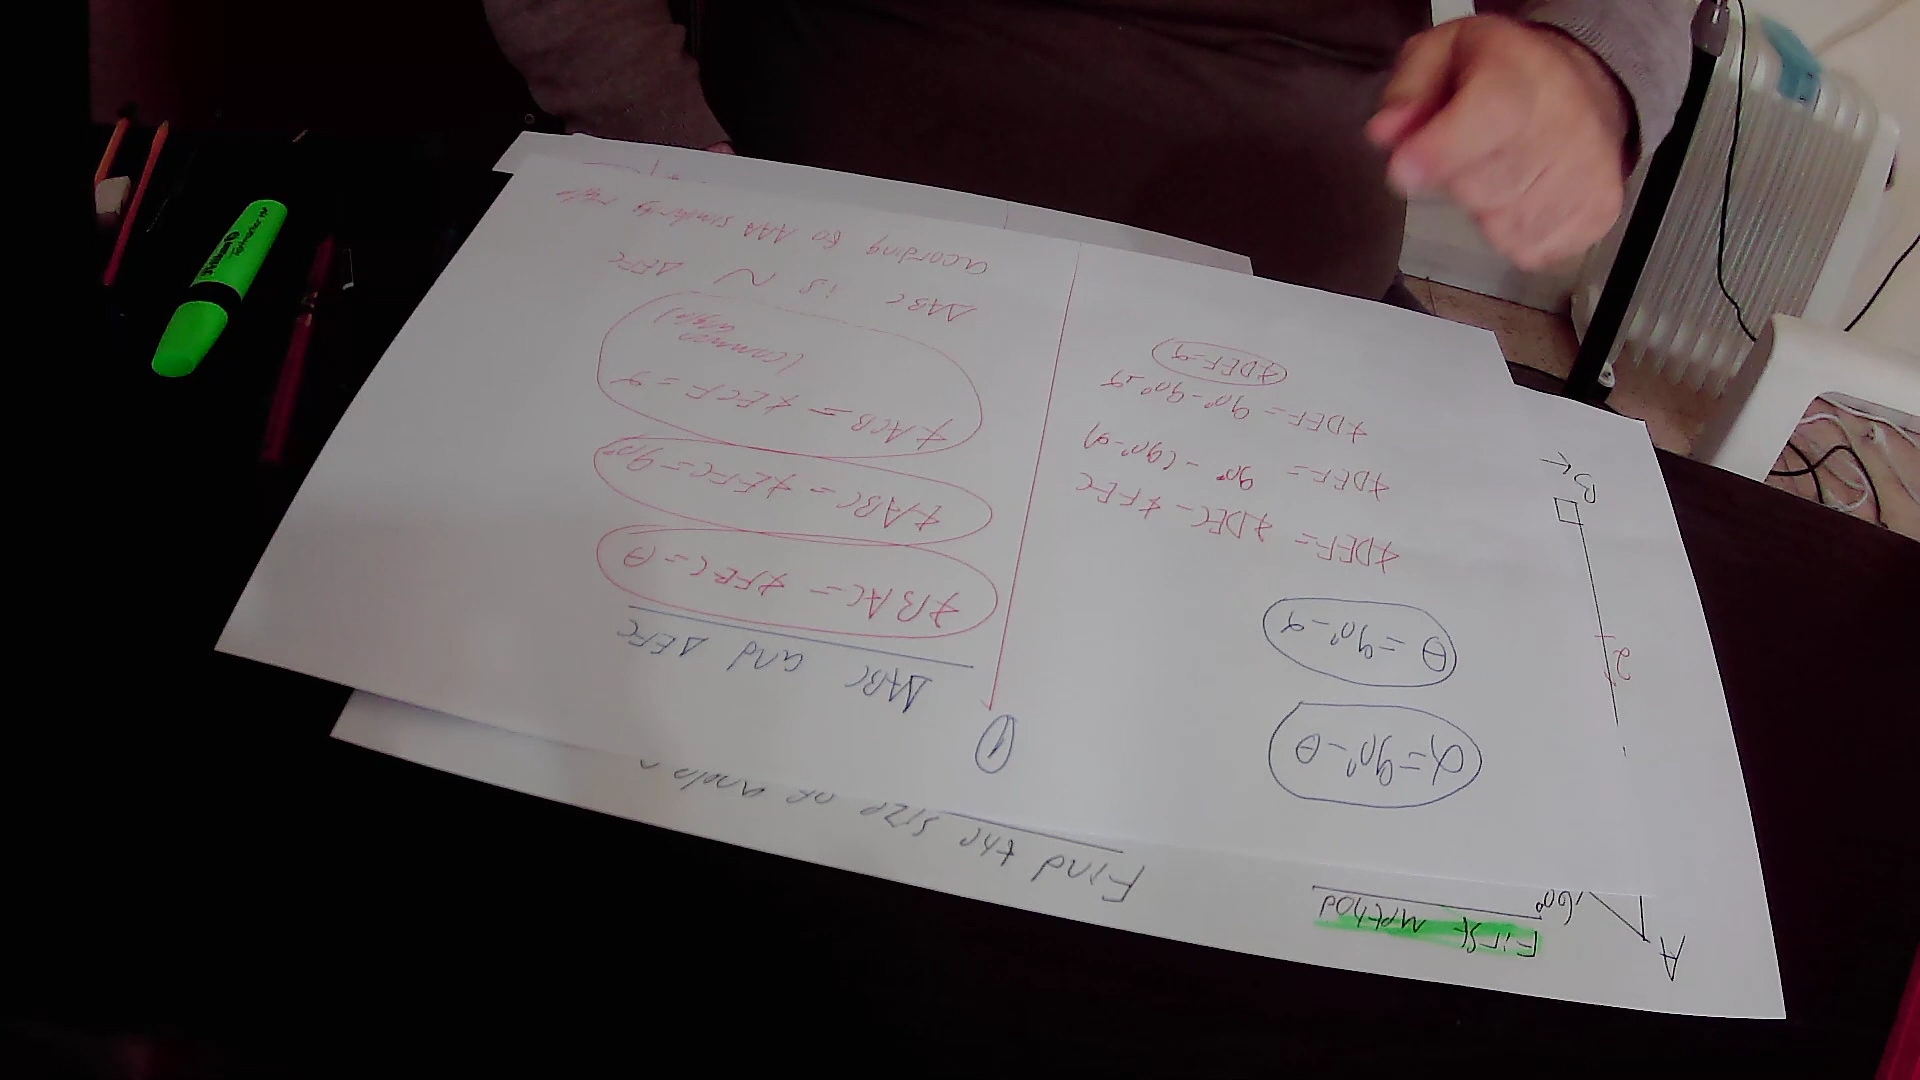 A
60°
First method
Find the size of angle
2
B
α=90°-θ
θ=90°-α
∡DEF= ∡DEC-∡FEC
∡DEF= 90°-(90°-α)
∡DEF=90°-90°+α
∡DEF=α
1
ΔABC and ΔEFC
∡BAC=∡FEC=θ
∡ABC=∡EFC=90°
∡ACB=∡ECF=α
(common
angle)
ΔABC is ~ ΔEFC
acording to AAA similarity rule